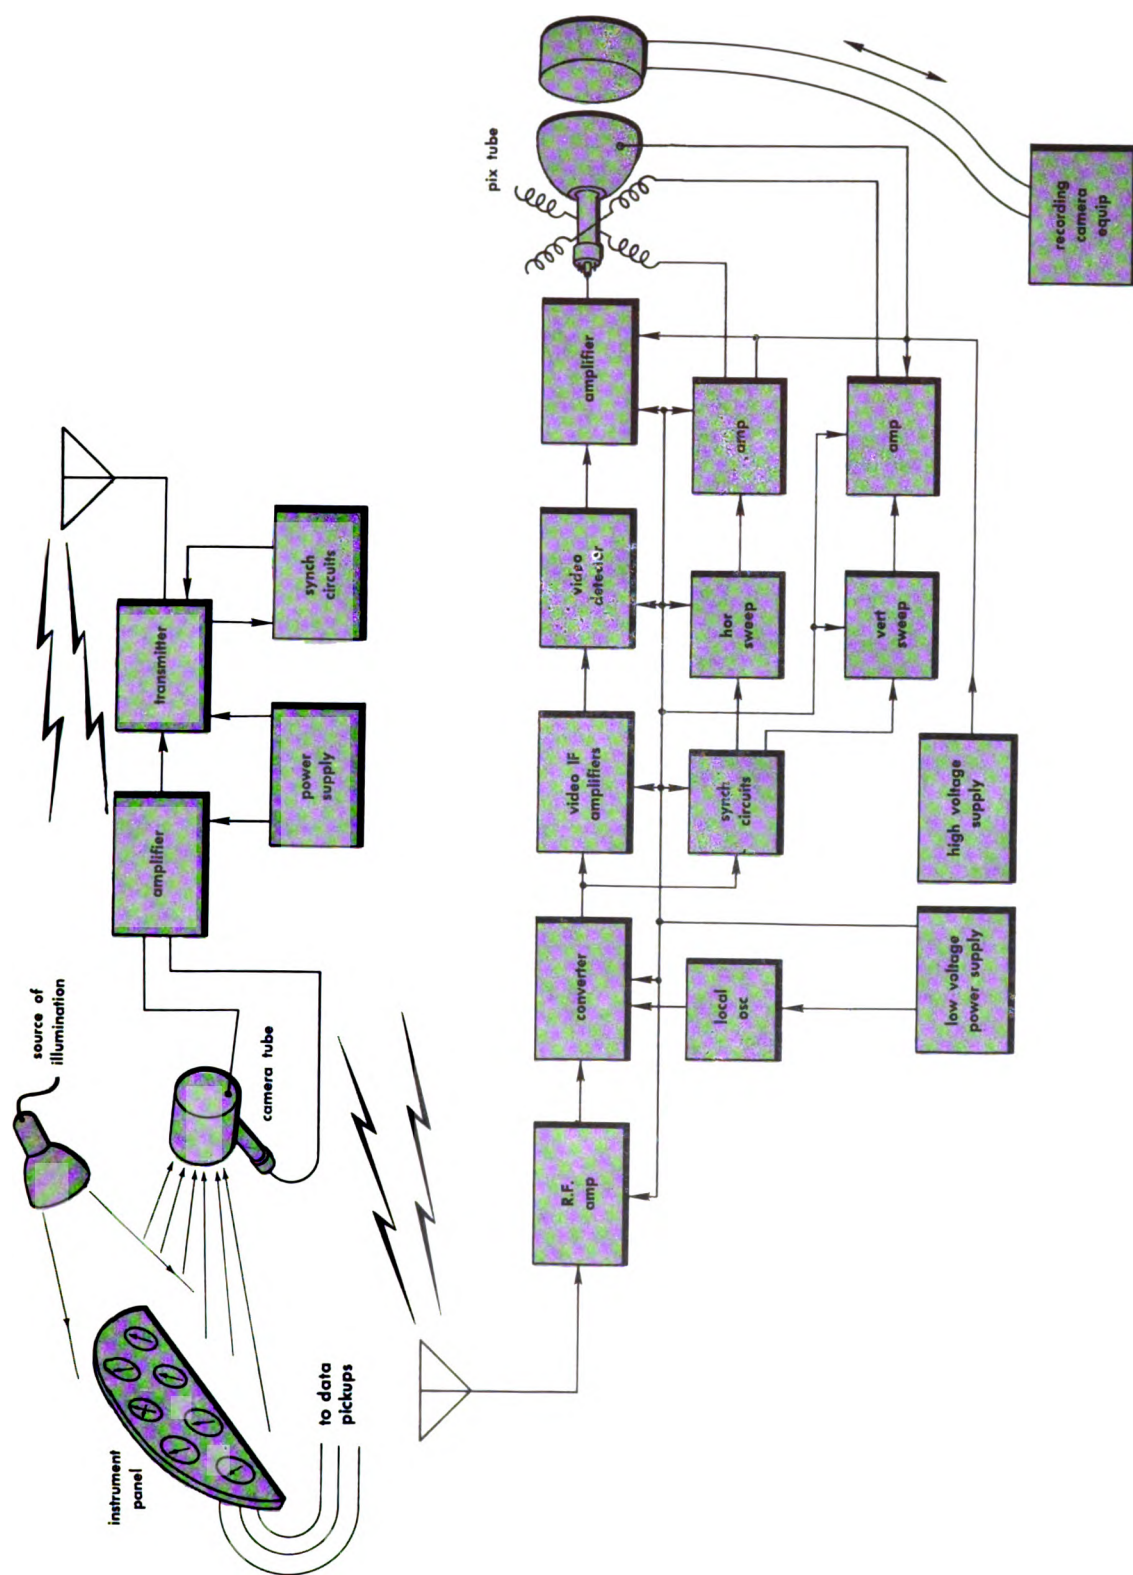 source of
illumination
instrument
panel
to data
pickups
camera tube
amplifier
power
supply
transmitter
synch
circuits
R.F.
amp
converter
local
osc
low voltage
power supply
video IF
amplifiers
synch
circuits
high voltage
supply
video
detector
hor
sweep
vert
sweep
amplifier
amp
amp
pix tube
recording
camera
equip